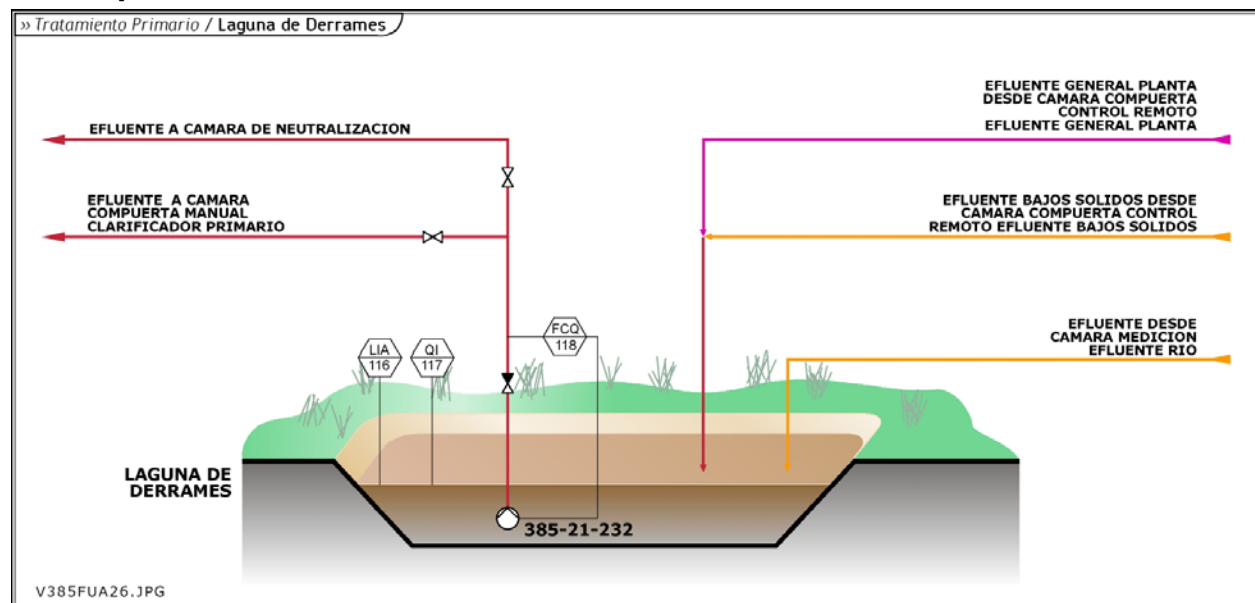 » Tratamiento Primario / Laguna de Derrames
EFLUENTE A CAMARA DE NEUTRALIZACION
EFLUENTE A CAMARA
COMPUERTA MANUAL
CLARIFICADOR PRIMARIO
EFLUENTE GENERAL PLANTA
DESDE CAMARA COMPUERTA
CONTROL REMOTO
EFLUENTE GENERAL PLANTA
EFLUENTE BAJOS SOLIDOS DESDE
CAMARA COMPUERTA CONTROL
REMOTO EFLUENTE BAJOS SOLIDOS
EFLUENTE DESDE
CAMARA MEDICION
EFLUENTE RIO
LIA
116
QI
117
FCQ
118
LAGUNA DE
DERRAMES
385-21-232
V385FUA26.JPG